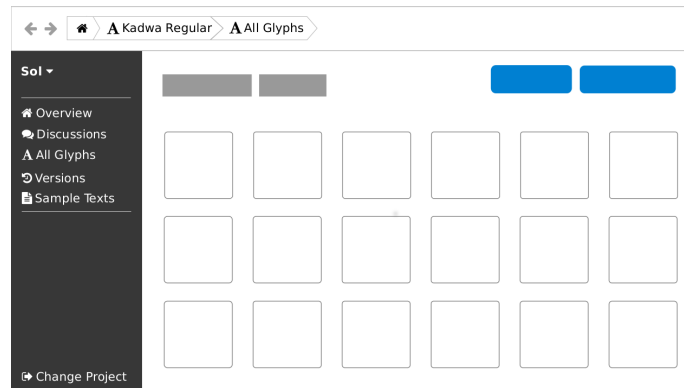 Kadwa Regular All Glyphs
Sol
Overview
Discussions
All Glyphs
Versions
Sample Texts
Change Project